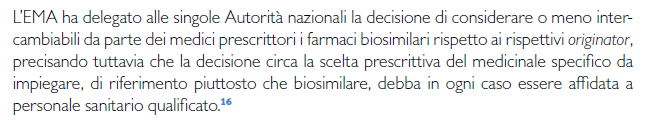 L'EMA ha delegato alle singole Autorità nazionali la decisione di considerare o meno inter-
cambiabili da parte dei medici prescrittori i farmaci biosimilari rispetto ai rispettivi originator,
precisando tuttavia che la decisione circa la scelta prescrittiva del medicinale specifico da
impiegare, di riferimento piuttosto che biosimilare, debba in ogni caso essere affidata a
personale sanitario qualificato.16